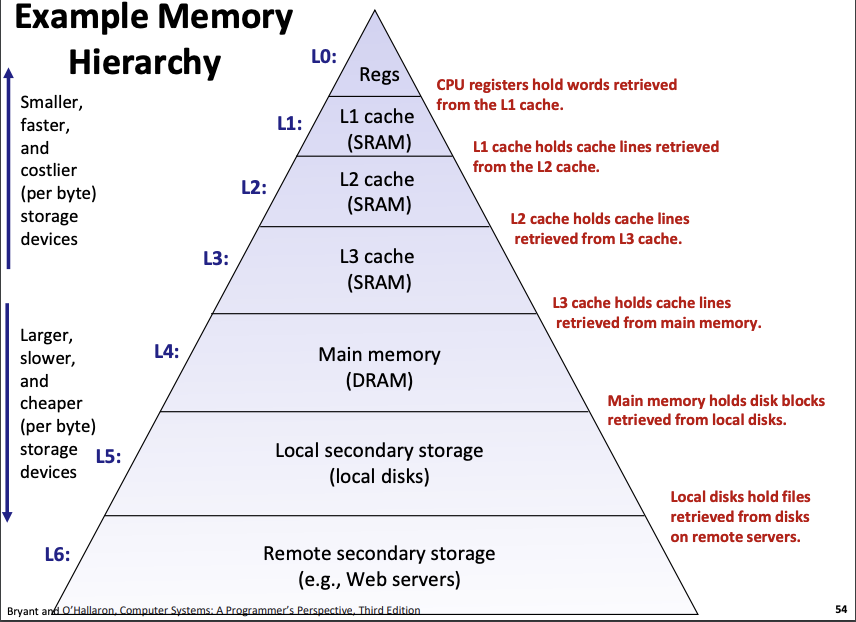 Example Memory
Hierarchy
Smaller,
faster,
and
costlier
(per byte)
storage
devices
Larger,
slower,
and
cheaper
(per byte)
storage
devices
L0:
Regs
CPU registers hold words retrieved
from the L1 cache.
L1:
L1 cache
(SRAM)
L1 cache holds cache lines retrieved
from the L2 cache.
L2:
L2 cache
(SRAM)
L2 cache holds cache lines
retrieved from L3 cache.
L3:
L3 cache
(SRAM)
L3 cache holds cache lines
retrieved from main memory.
L4:
Main memory
(DRAM)
Main memory holds disk blocks
retrieved from local disks.
L5:
Local secondary storage
(local disks)
Local disks hold files
retrieved from disks
on remote servers.
L6:
Remote secondary storage
(e.g., Web servers)
Bryant and O'Hallaron, Computer Systems: A Programmer's Perspective, Third Edition
54